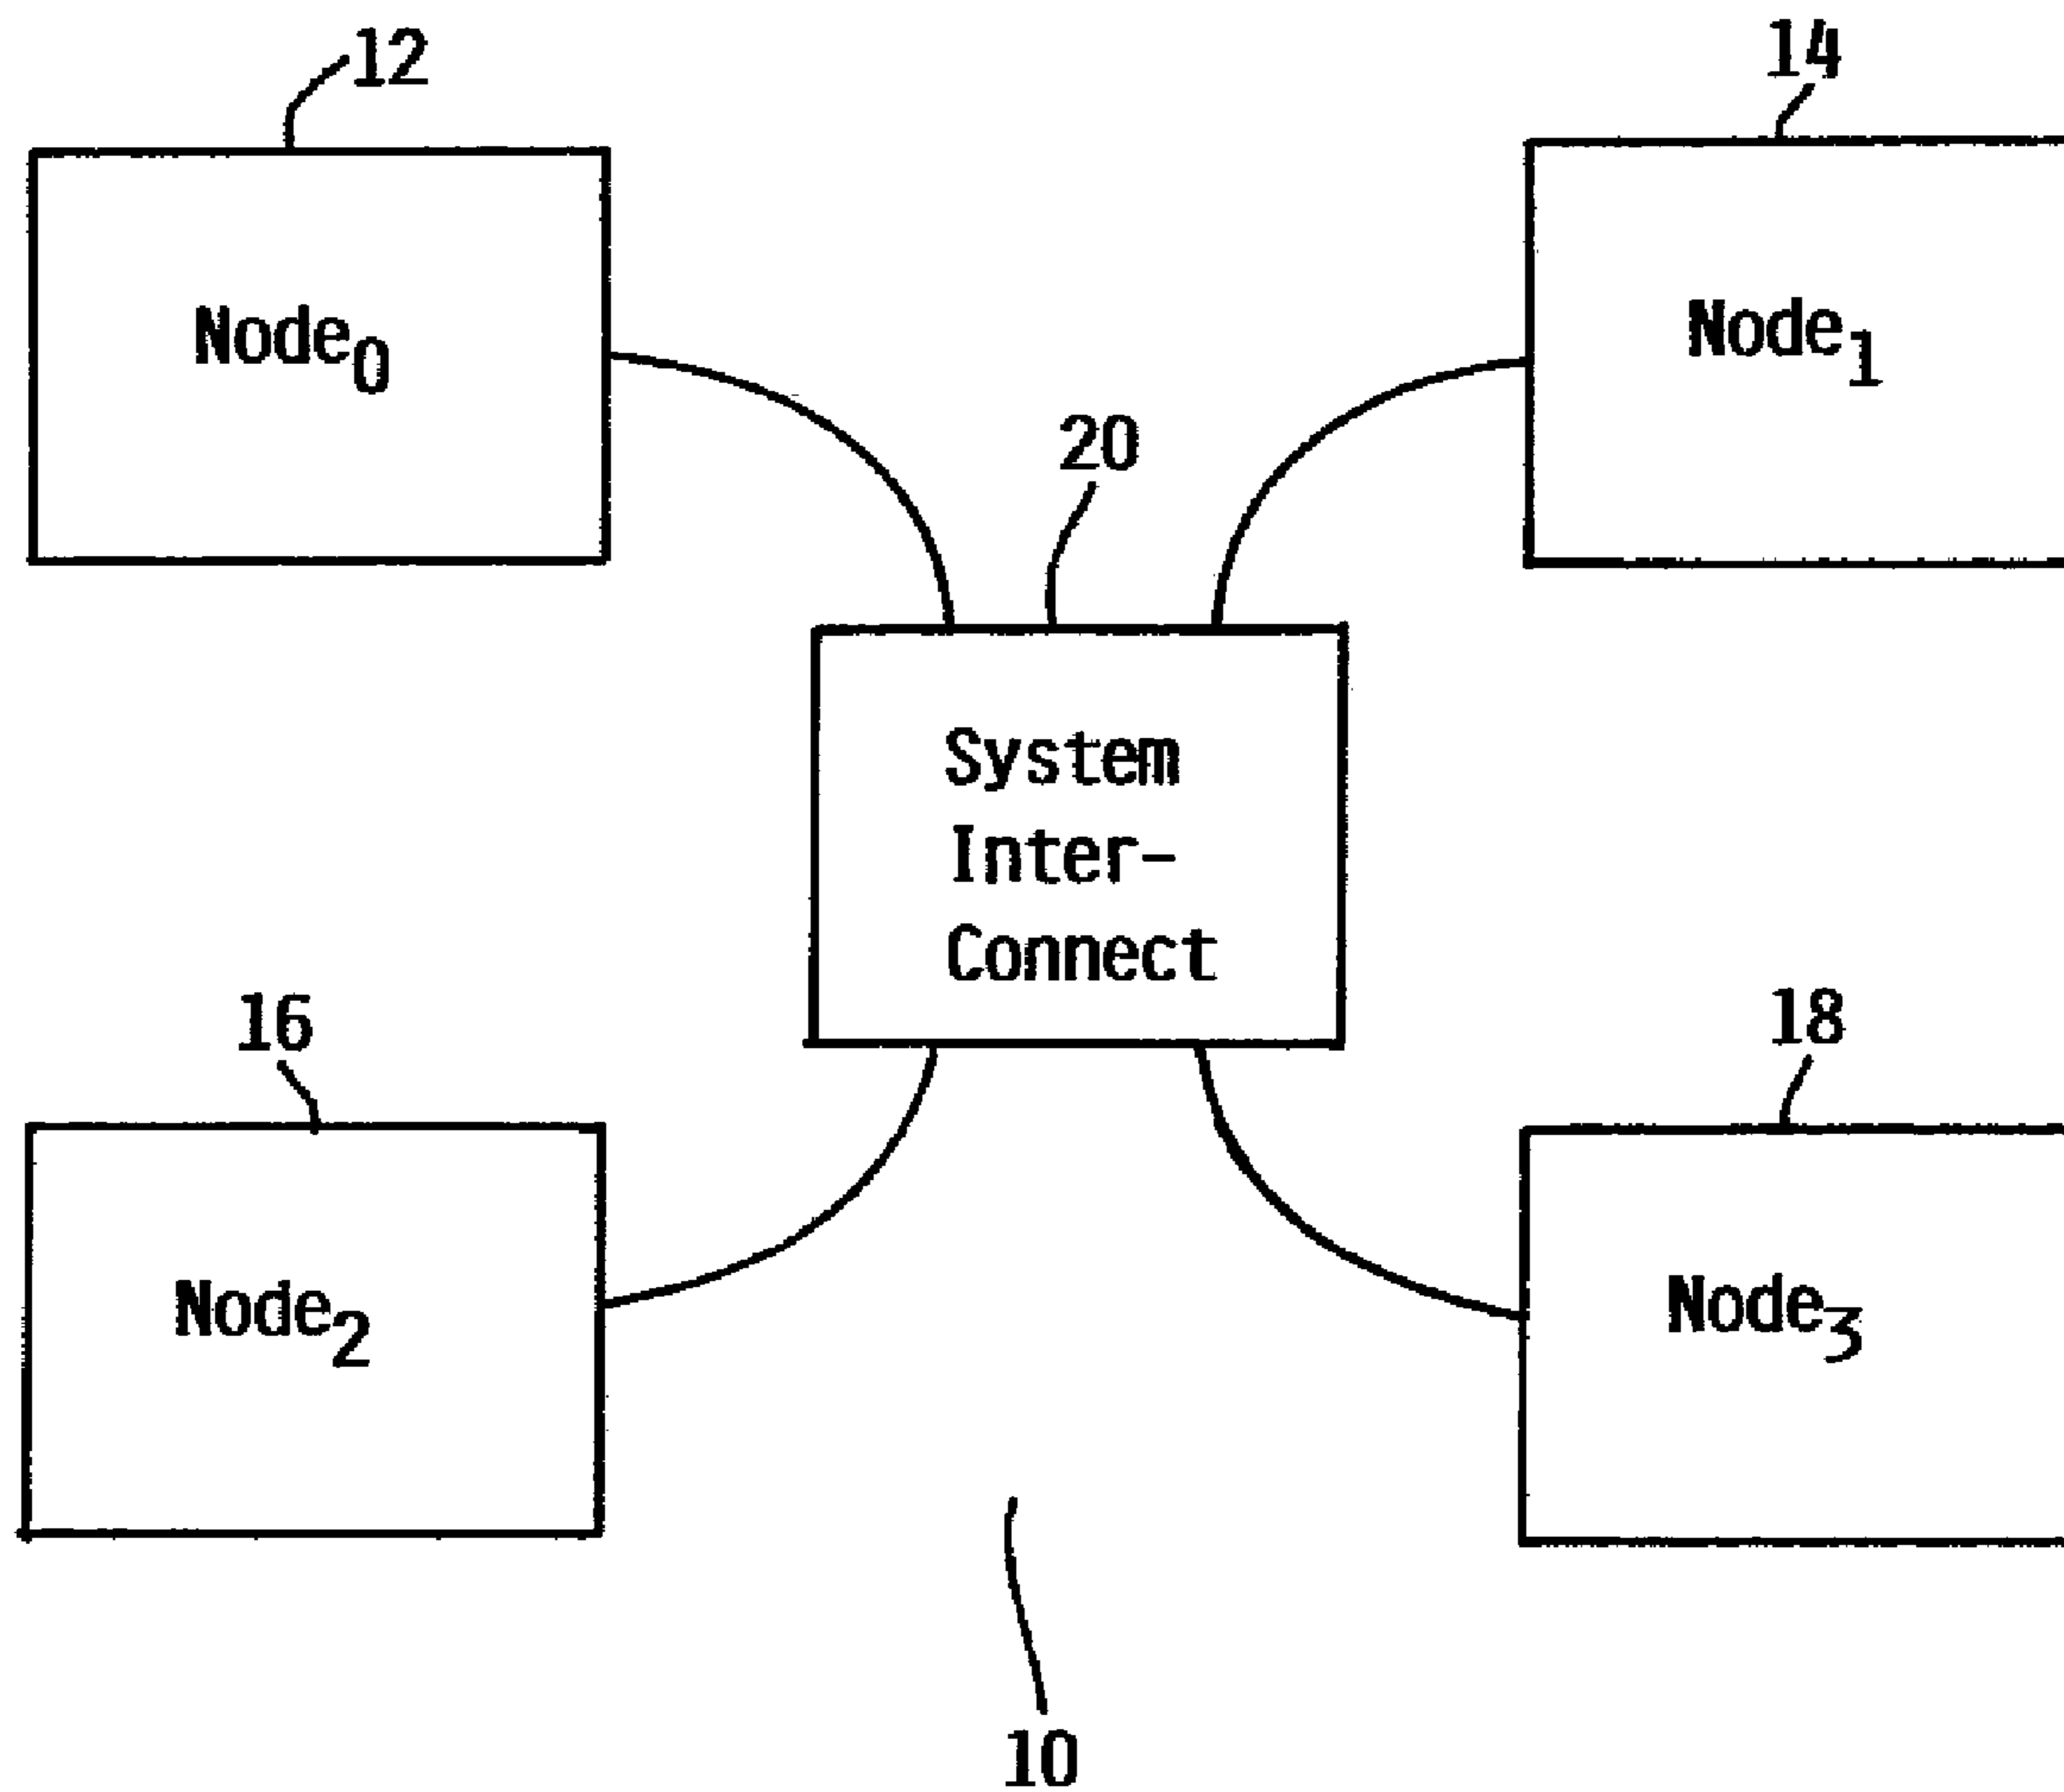 12
14
Node0
Node1
20
System
Inter-
Connect
16
18
Node2
Node3
10